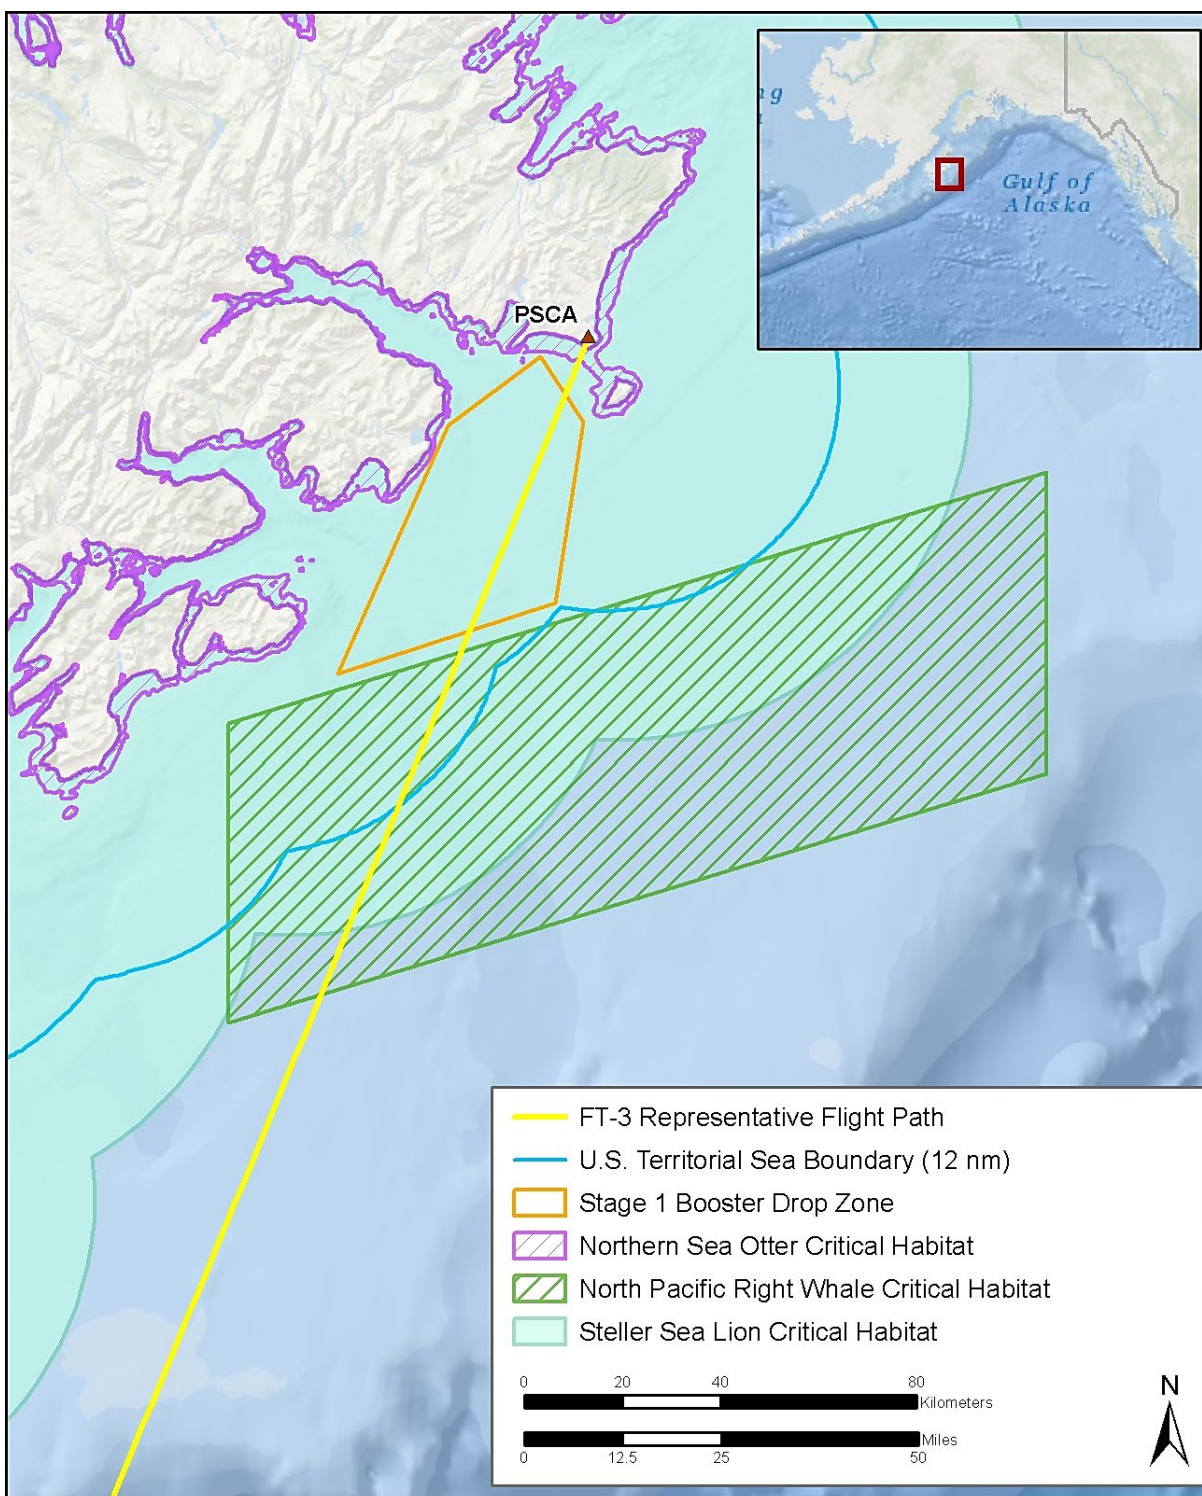 ng
Gulf of
Alaska
PSCA
FT-3 Representative Flight Path
U.S. Territorial Sea Boundary (12 nm)
Stage 1 Booster Drop Zone
Northern Sea Otter Critical Habitat
North Pacific Right Whale Critical Habitat
Steller Sea Lion Critical Habitat
0 20 40 80
Kilometers
N
Miles
0 12.5 25 50